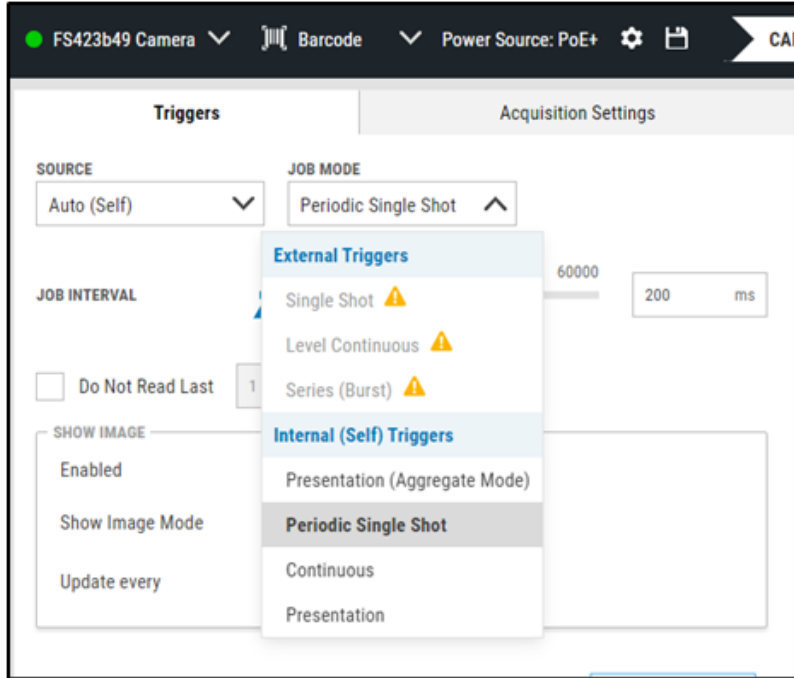 FS423b49 Camera Barcode Power Source: PoE+
Triggers Acquisition Settings
SOURCE JOB MODE
Auto (Self) Periodic Single Shot
External Triggers
60000
JOB INTERVAL Single Shot 200 ms
Level Continuous
Do Not Read Last 1 Series (Burst)
SHOW IMAGE Internal (Self) Triggers
Enabled Presentation (Aggregate Mode)
Show Image Mode Periodic Single Shot
Update every Continuous
Presentation